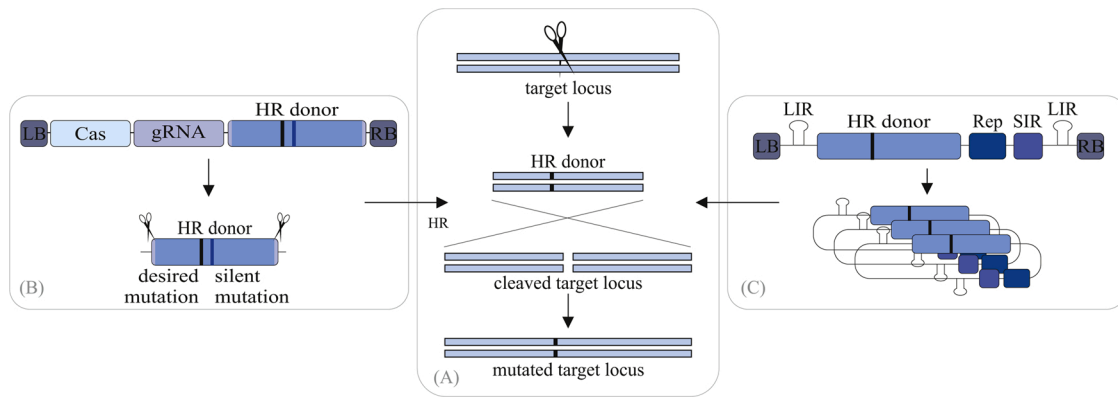 HR donor
LB Cas gRNA RB
HR donor
desired silent
mutation mutation
(B)
target locus
HR donor
HR
cleaved target locus
mutated target locus
(A)
LIR HR donor Rep SIR LIR
LB RB
(C)